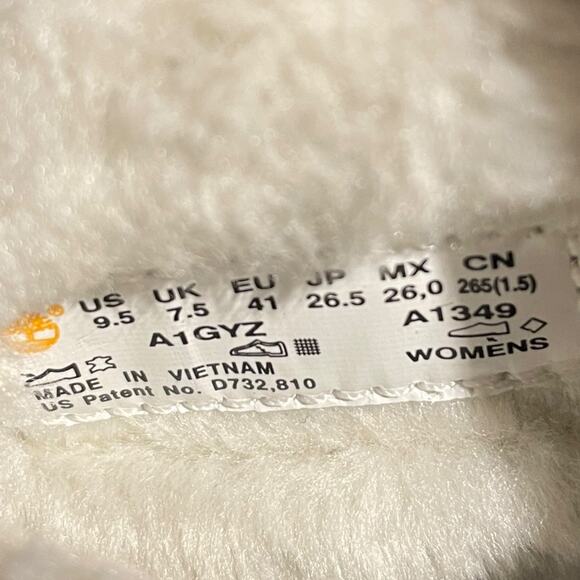 US UK EU JP MX CN
9.5 7.5 41 26.5 26,0 265(1.5)
A1GYZ A1349
WOMÈNS
MADE IN VIETNAM
US Patent No. D732,810